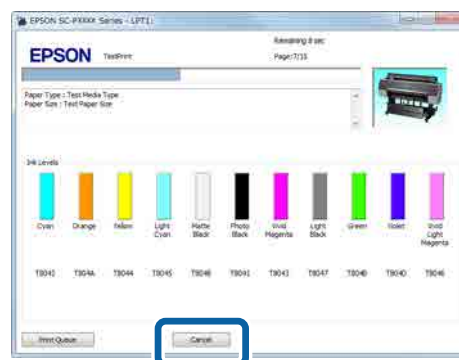 EPSON SC-PXXXX Series - LPT1:
EPSON
TestPrint
Remaining 8 sec
Page:7/15
Paper Type : Test Media Type
Paper Size : Test Paper Size
Ink Levels
Cyan Orange Yellow Light Cyan Matte Black Photo Black Vivid Magenta Light Black Green Violet Vivid Light Magenta
T8042 T804A T8044 T8045 T8048 T8041 T8043 T8047 T804B T804D T8046
Print Queue
Cancel